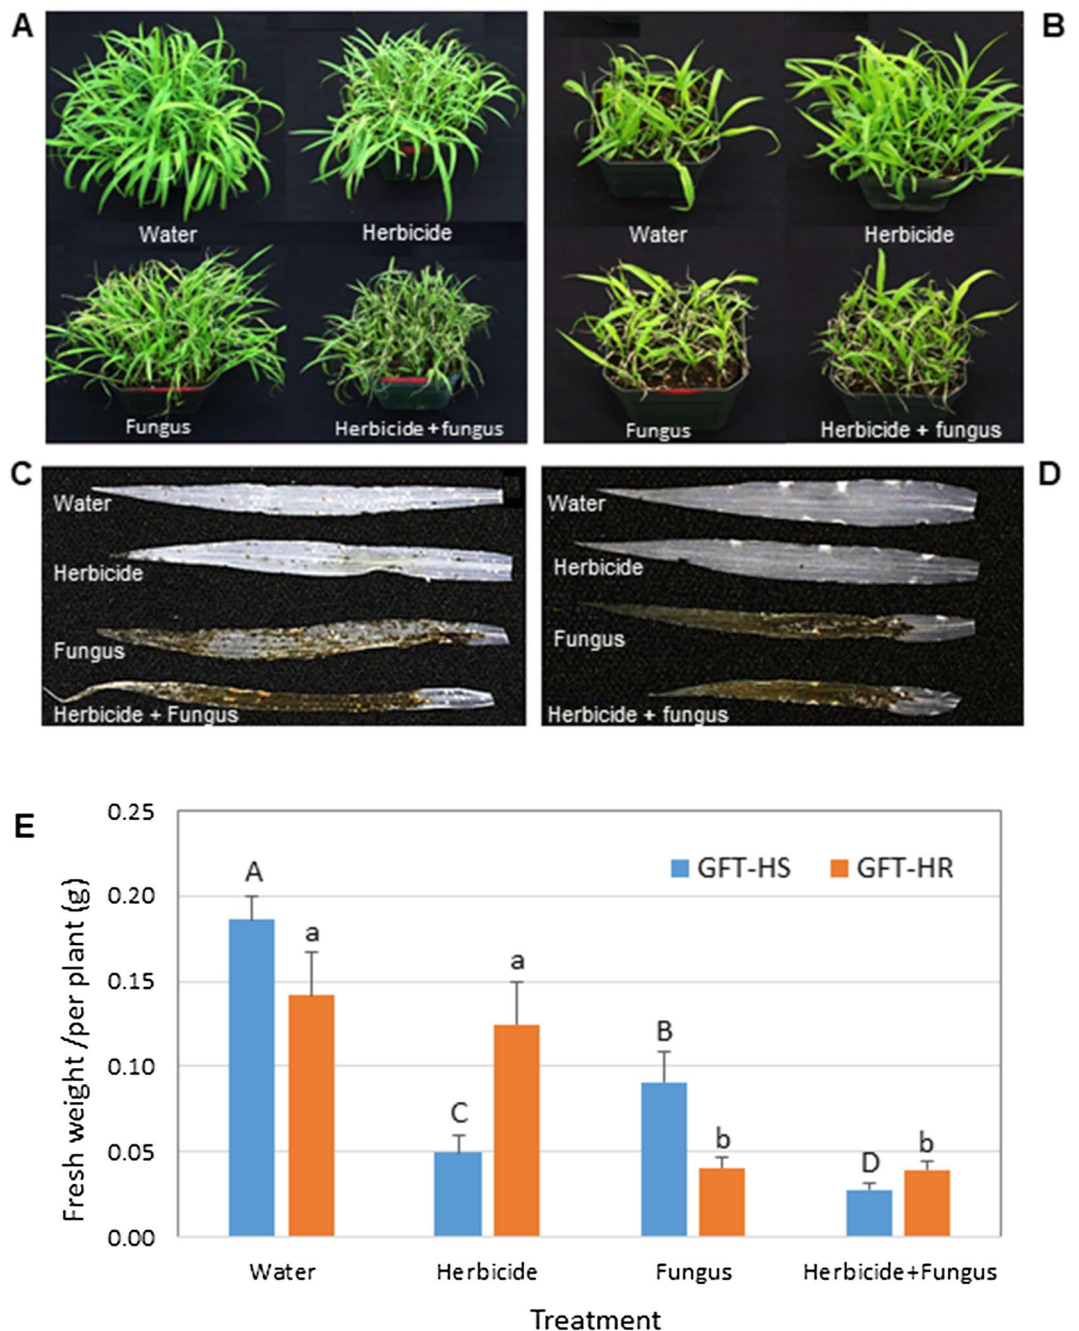 A
B
Water
Herbicide
Water
Herbicide
Fungus
Herbicide + fungus
Fungus
Herbicide + fungus
C
D
Water
Herbicide
Fungus
Herbicide + Fungus
Water
Herbicide
Fungus
Herbicide + fungus
E
Fresh weight /per plant (g)
0.25
0.20
0.15
0.10
0.05
0.00
GFT-HS
GFT-HR
A
a
C
a
B
b
D
b
Water
Herbicide
Fungus
Herbicide+Fungus
Treatment